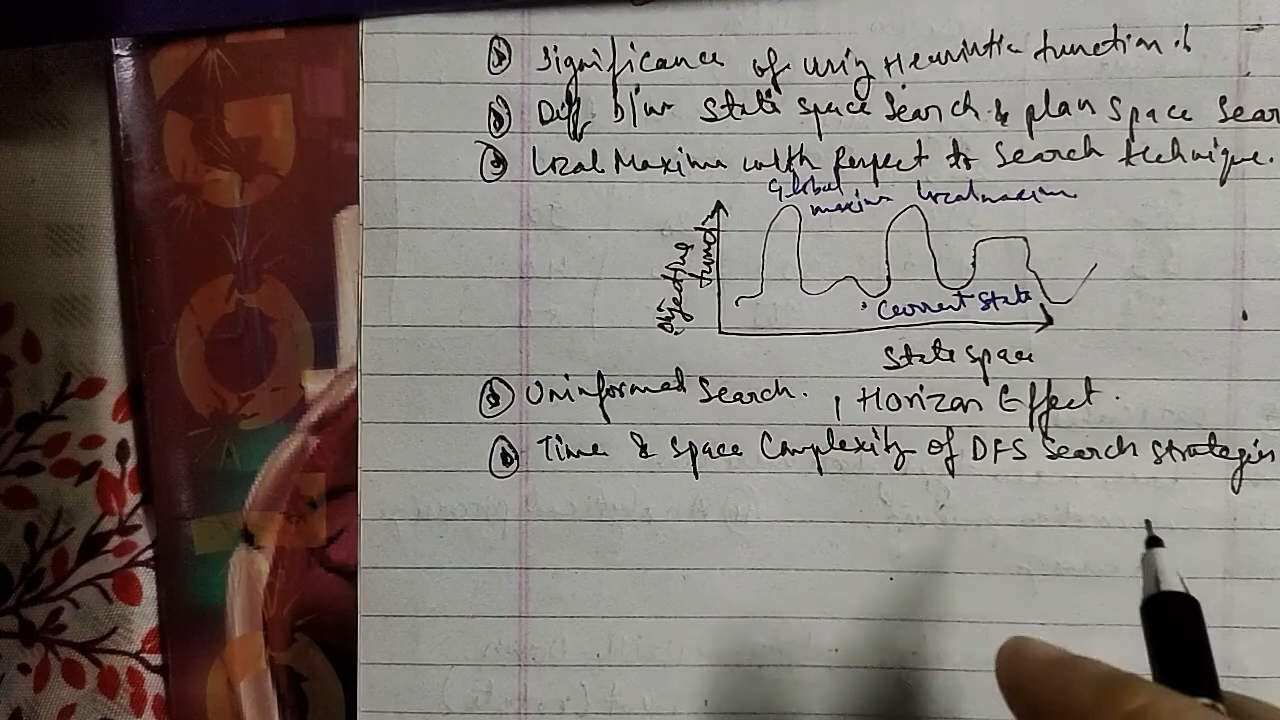 Significance of using Heuristic function.
Diff b/w State space Search & plan Space Sear
Local Maxima with Respect to Search technique.
Global maxima Local maxima
Objective funct
Current State
State space
Uninformed Search. , Horizon Effect.
Time & Space Complexity of DFS Search Strategies